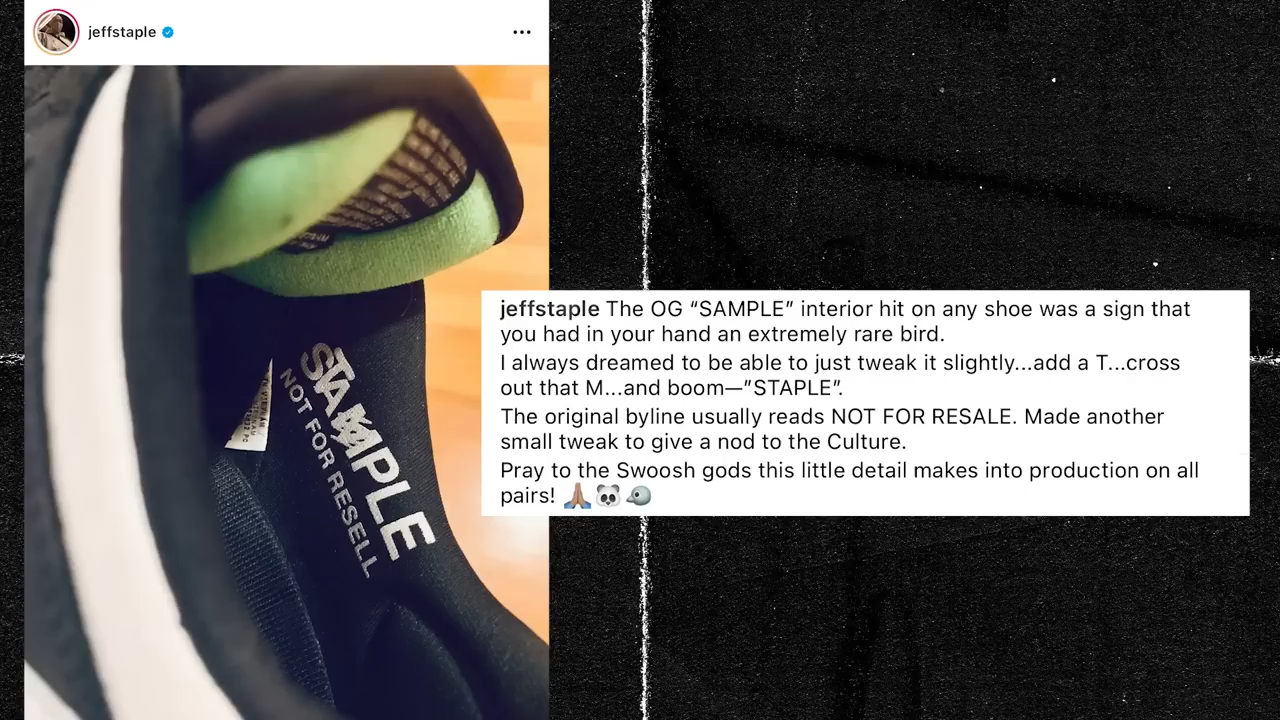 jeffstaple
STAMPLE
NOT FOR RESELL
jeffstaple The OG “SAMPLE” interior hit on any shoe was a sign that
you had in your hand an extremely rare bird.
I always dreamed to be able to just tweak it slightly...add a T...cross
out that M...and boom—”STAPLE”.
The original byline usually reads NOT FOR RESALE. Made another
small tweak to give a nod to the Culture.
Pray to the Swoosh gods this little detail makes into production on all
pairs! 🙏🏽🐼🐦